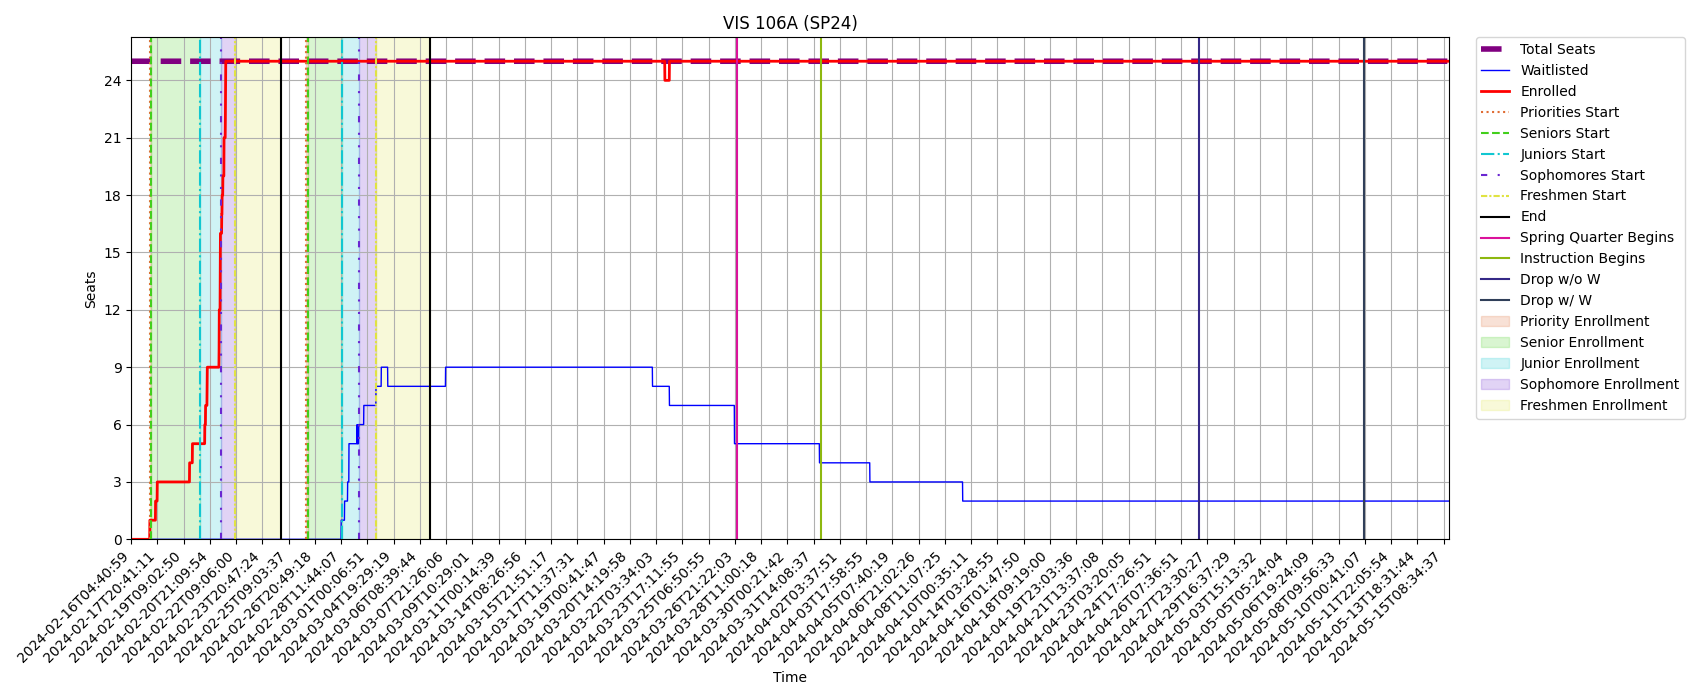 VIS 106A (SP24)
Seats
24
21
18
15
12
9
6
3
0
2024-02-16T04:40:59
2024-02-17T20:41:11
2024-02-19T09:02:50
2024-02-20T21:09:54
2024-02-22T09:06:00
2024-02-23T20:47:24
2024-02-25T09:03:37
2024-02-26T20:49:18
2024-02-28T11:44:07
2024-03-01T00:06:51
2024-03-04T19:29:19
2024-03-06T08:39:44
2024-03-07T21:26:06
2024-03-09T10:29:01
2024-03-11T00:14:39
2024-03-14T08:26:56
2024-03-15T21:51:17
2024-03-17T11:37:31
2024-03-19T00:41:47
2024-03-20T14:19:58
2024-03-22T03:34:03
2024-03-23T17:11:55
2024-03-25T06:50:55
2024-03-26T21:22:03
2024-03-28T11:00:18
2024-03-30T00:21:42
2024-03-31T14:08:37
2024-04-02T03:37:51
2024-04-03T17:58:55
2024-04-05T07:40:19
2024-04-06T21:02:26
2024-04-08T11:07:25
2024-04-10T00:35:11
2024-04-14T03:28:55
2024-04-16T01:47:50
2024-04-18T09:19:00
2024-04-19T23:03:36
2024-04-21T13:37:08
2024-04-23T03:20:05
2024-04-24T17:26:51
2024-04-26T07:36:51
2024-04-27T23:30:27
2024-04-29T16:37:29
2024-05-03T15:13:32
2024-05-05T05:24:04
2024-05-06T19:24:09
2024-05-08T09:56:33
2024-05-10T00:41:07
2024-05-11T22:05:54
2024-05-13T18:31:44
2024-05-15T08:34:37
Time
Total Seats
Waitlisted
Enrolled
Priorities Start
Seniors Start
Juniors Start
Sophomores Start
Freshmen Start
End
Spring Quarter Begins
Instruction Begins
Drop w/o W
Drop w/ W
Priority Enrollment
Senior Enrollment
Junior Enrollment
Sophomore Enrollment
Freshmen Enrollment